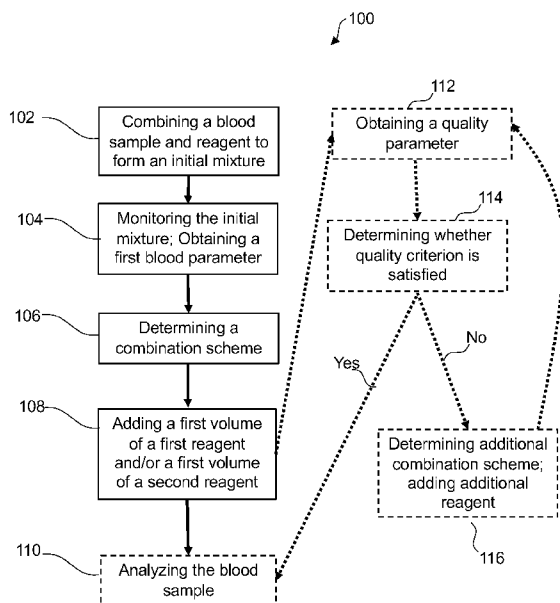 100
102
Combining a blood
sample and reagent to
form an initial mixture
104
Monitoring the initial
mixture; Obtaining a
first blood parameter
106
Determining a
combination scheme
108
Adding a first volume
of a first reagent
and/or a first volume
of a second reagent
110
Analyzing the blood
sample
112
Obtaining a quality
parameter
114
Determining whether
quality criterion is
satisfied
Yes
No
Determining additional
combination scheme;
adding additional
reagent
116